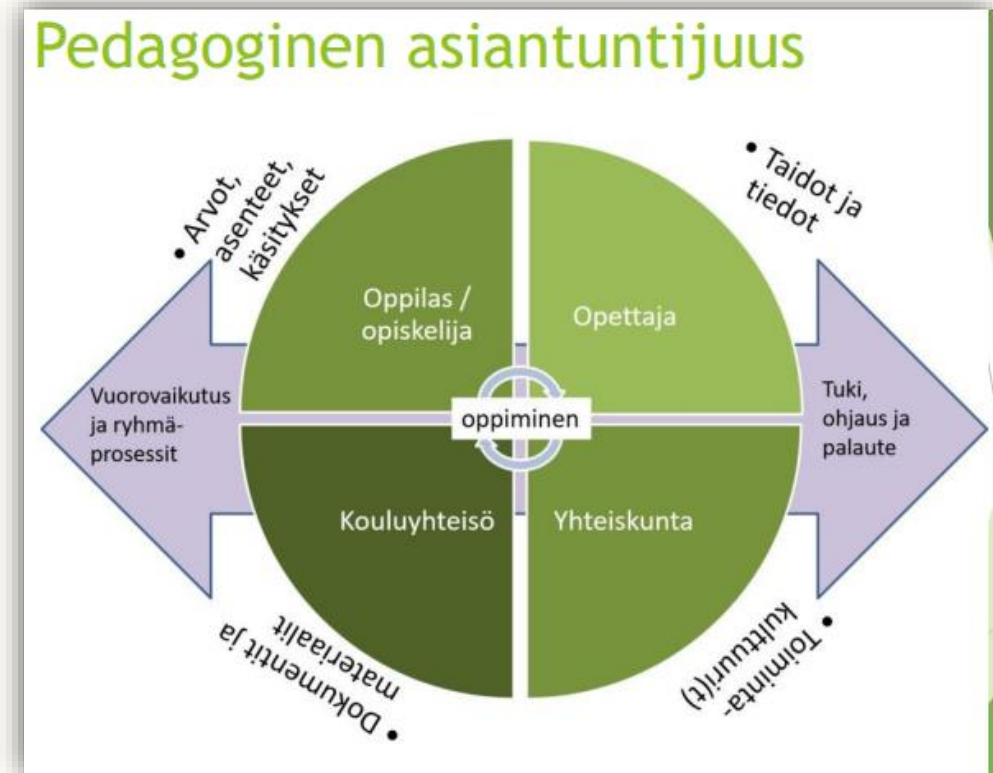 Pedagoginen asiantuntijuus
• Arvot,
asenteet,
käsitykset
• Taidot ja
tiedot
Oppilas /
opiskelija
Opettaja
Vuorovaikutus
ja ryhmä-
prosessit
oppiminen
Tuki,
ohjaus ja
palaute
Kouluyhteisö
Yhteiskunta
• Dokumentit ja
materiaalit
• Toiminta-
kulttuuri(t)